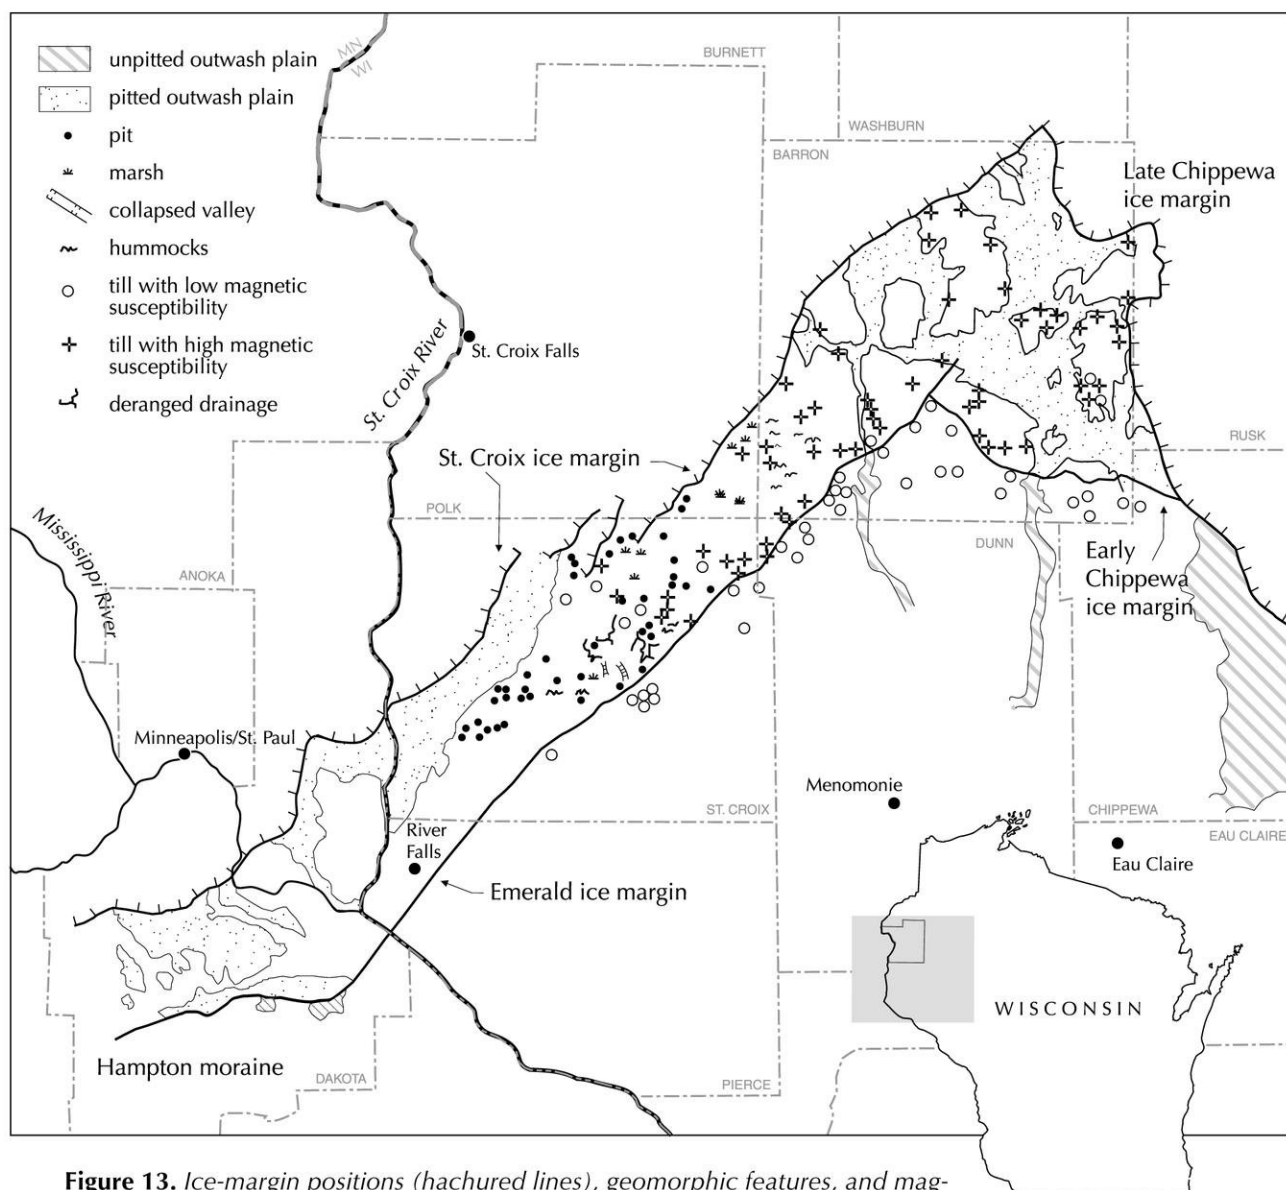 unpitted outwash plain
pitted outwash plain
pit
marsh
collapsed valley
hummocks
till with low magnetic
susceptibility
till with high magnetic
susceptibility
deranged drainage
MN
WI
BURNETT
WASHBURN
BARRON
Late Chippewa
ice margin
St. Croix River
St. Croix Falls
RUSK
St. Croix ice margin
POLK
Mississippi River
ANOKA
DUNN
Early
Chippewa
ice margin
Minneapolis/St. Paul
Menomonie
ST. CROIX
CHIPPEWA
EAU CLAIRE
River
Falls
Eau Claire
Emerald ice margin
WISCONSIN
Hampton moraine
DAKOTA
PIERCE
Figure 13. Ice-margin positions (hachured lines), geomorphic features, and mag-